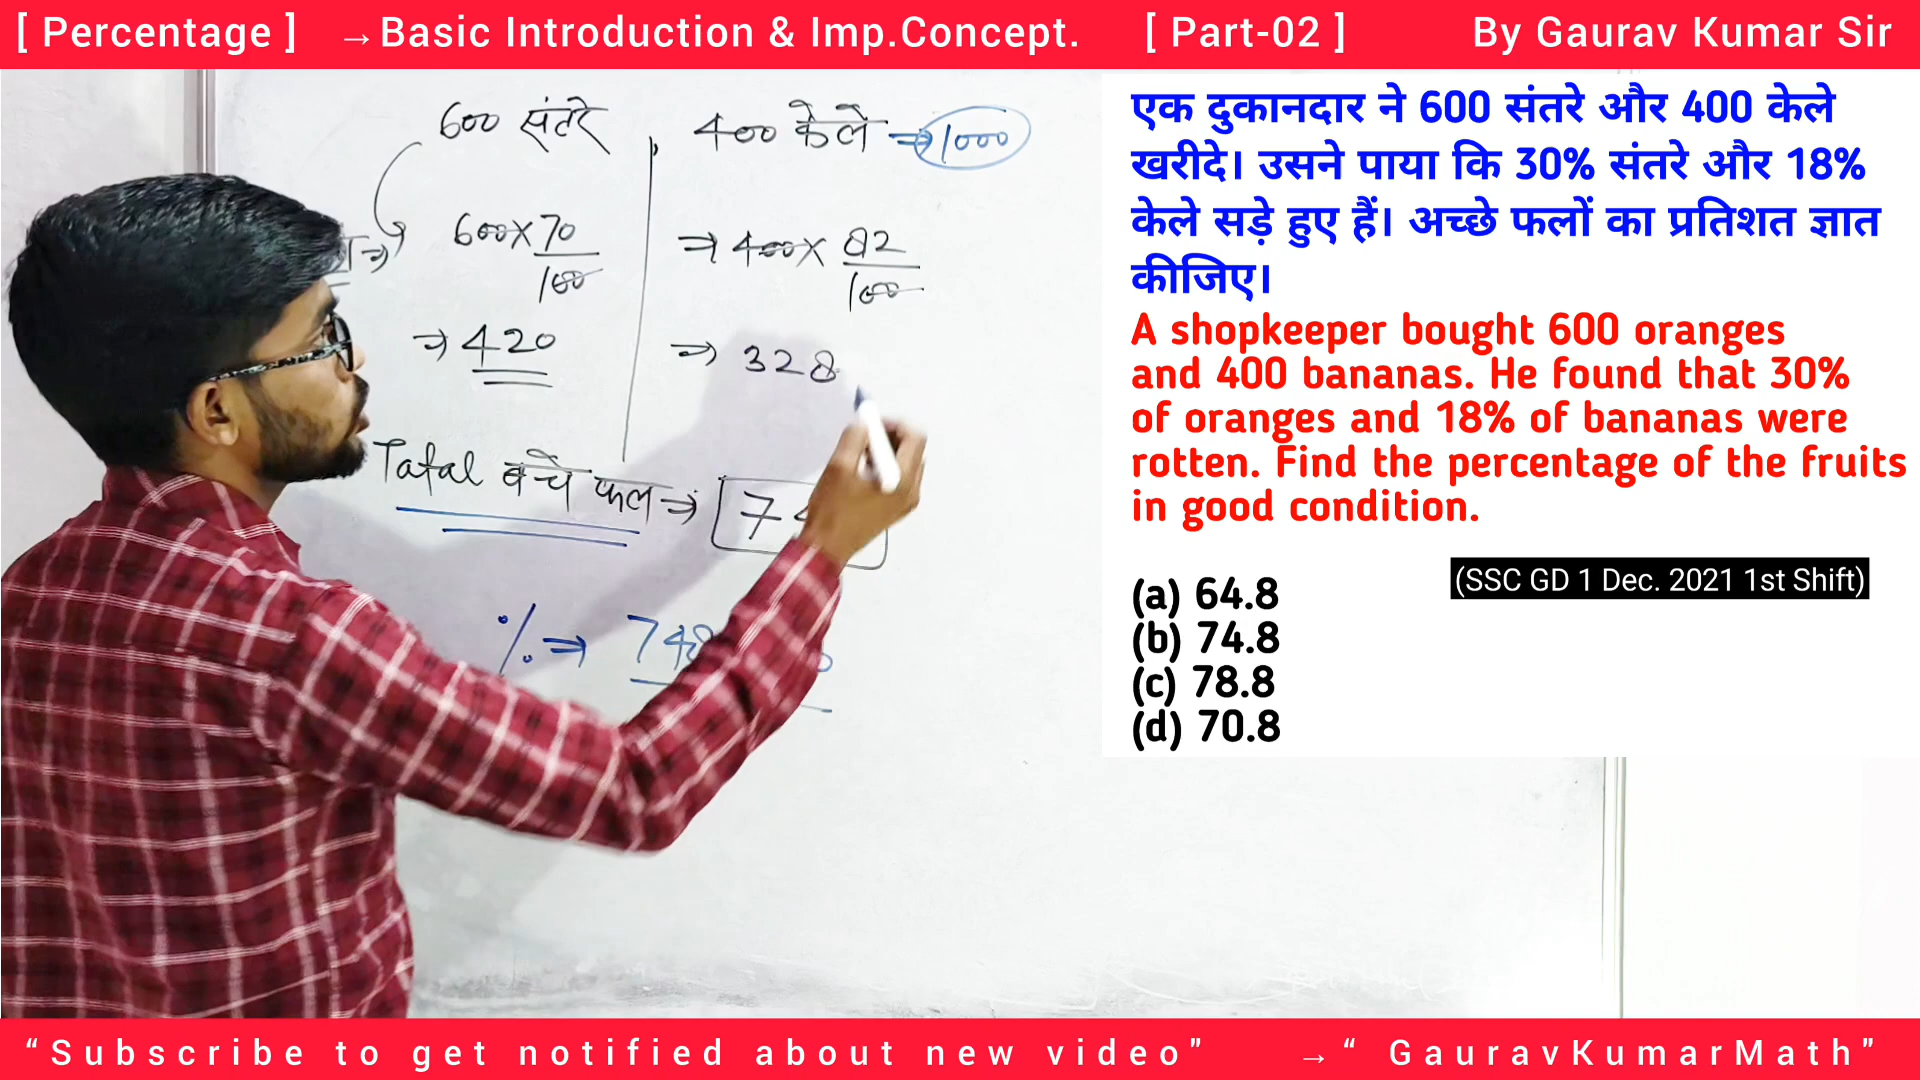 [ Percentage ] →Basic Introduction & Imp.Concept. [ Part-02 ] By Gaurav Kumar Sir
600 संतरे , 400 केले ⇒ 1000
600×70
100
⇒ 420
⇒ 400× 82
100
⇒ 328
Total बचे फल ⇒ 74
% ⇒ 748
एक दुकानदार ने 600 संतरे और 400 केले
खरीदे। उसने पाया कि 30% संतरे और 18%
केले सड़े हुए हैं। अच्छे फलों का प्रतिशत ज्ञात
कीजिए।
A shopkeeper bought 600 oranges
and 400 bananas. He found that 30%
of oranges and 18% of bananas were
rotten. Find the percentage of the fruits
in good condition.
(SSC GD 1 Dec. 2021 1st Shift)
(a) 64.8
(b) 74.8
(c) 78.8
(d) 70.8
“Subscribe to get notified about new video” →“ GauravKumarMath”